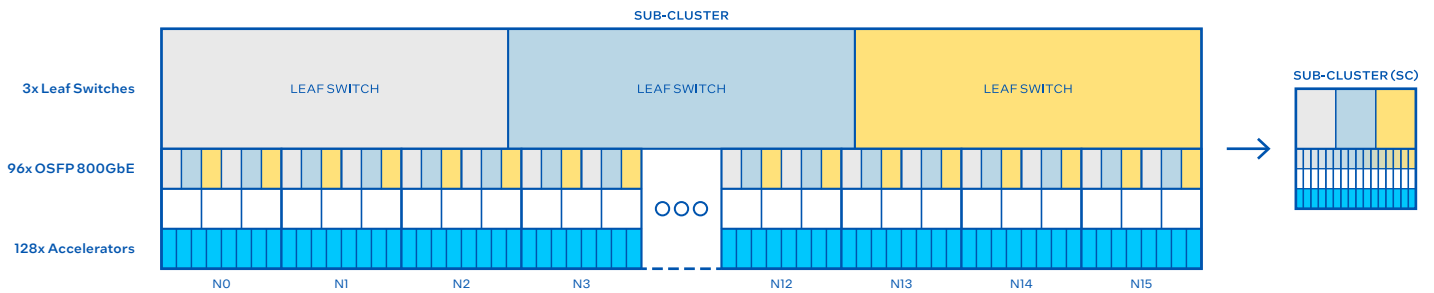 SUB-CLUSTER
3x Leaf Switches
LEAF SWITCH
LEAF SWITCH
LEAF SWITCH
SUB-CLUSTER (SC)
96x OSFP 800GbE
128x Accelerators
N0
N1
N2
N3
N12
N13
N14
N15